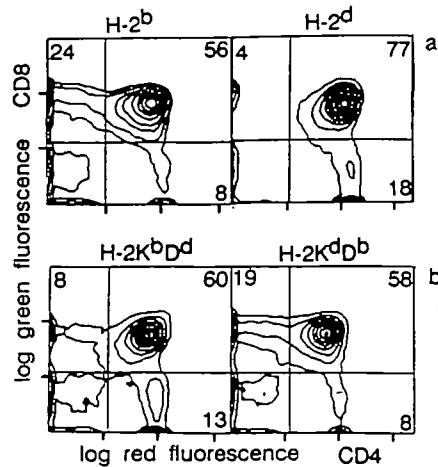 H-2b H-2d
a
24 56 4 77
CD8
8 18
H-2KbDd H-2KdDb
b
8 60 19 58
log green fluorescence
13 8
log red fluorescence CD4